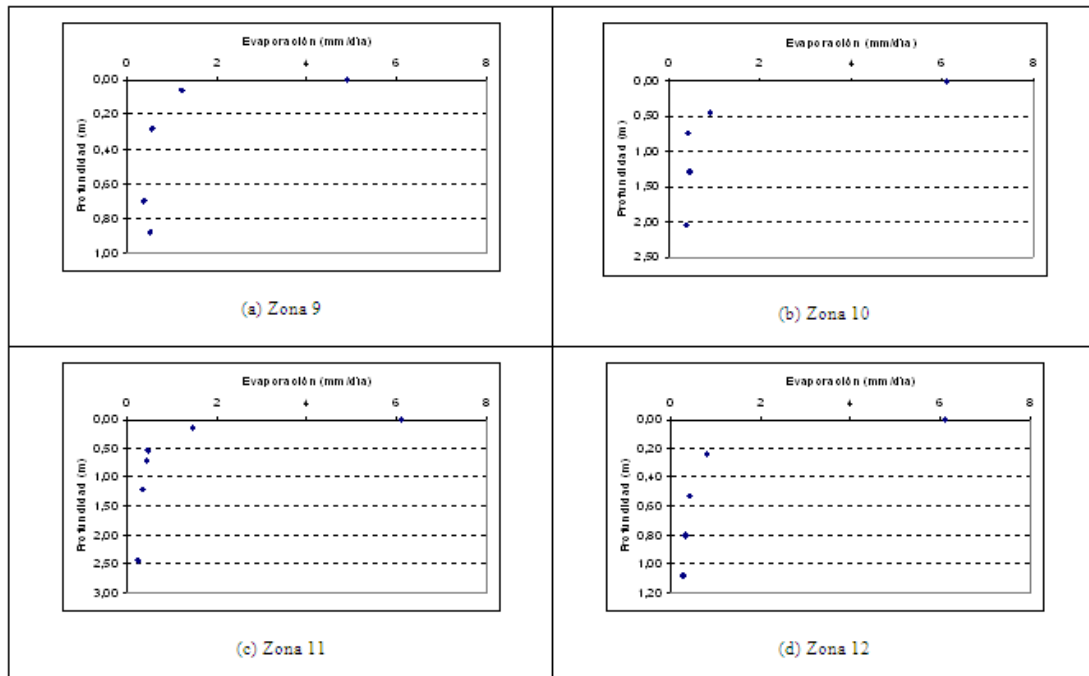 Evaporación (mm/día)
0 2 4 6 8
0,00
0,20
0,40
0,60
0,80
1,00
Profundidad (m)
(a) Zona 9
Evaporación (mm/día)
0 2 4 6 8
0,00
0,50
1,00
1,50
2,00
2,50
Profundidad (m)
(b) Zona 10
Evaporación (mm/día)
0 2 4 6 8
0,00
0,50
1,00
1,50
2,00
2,50
3,00
Profundidad (m)
(c) Zona 11
Evaporación (mm/día)
0 2 4 6 8
0,00
0,20
0,40
0,60
0,80
1,00
1,20
Profundidad (m)
(d) Zona 12